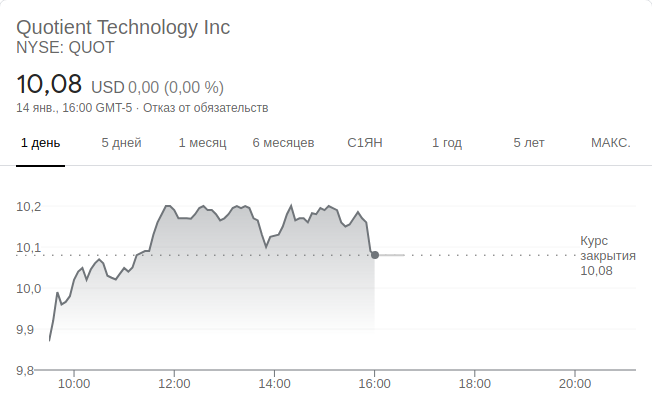 Quotient Technology Inc
NYSE: QUOT
10,08 USD 0,00 (0,00 %)
14 янв., 16:00 GMT-5 · Отказ от обязательств
1 день 5 дней 1 месяц 6 месяцев С1ЯН 1 год 5 лет МАКС.
10,2
10,1
10,0
9,9
9,8
Курс
закрытия
10,08
10:00 12:00 14:00 16:00 18:00 20:00